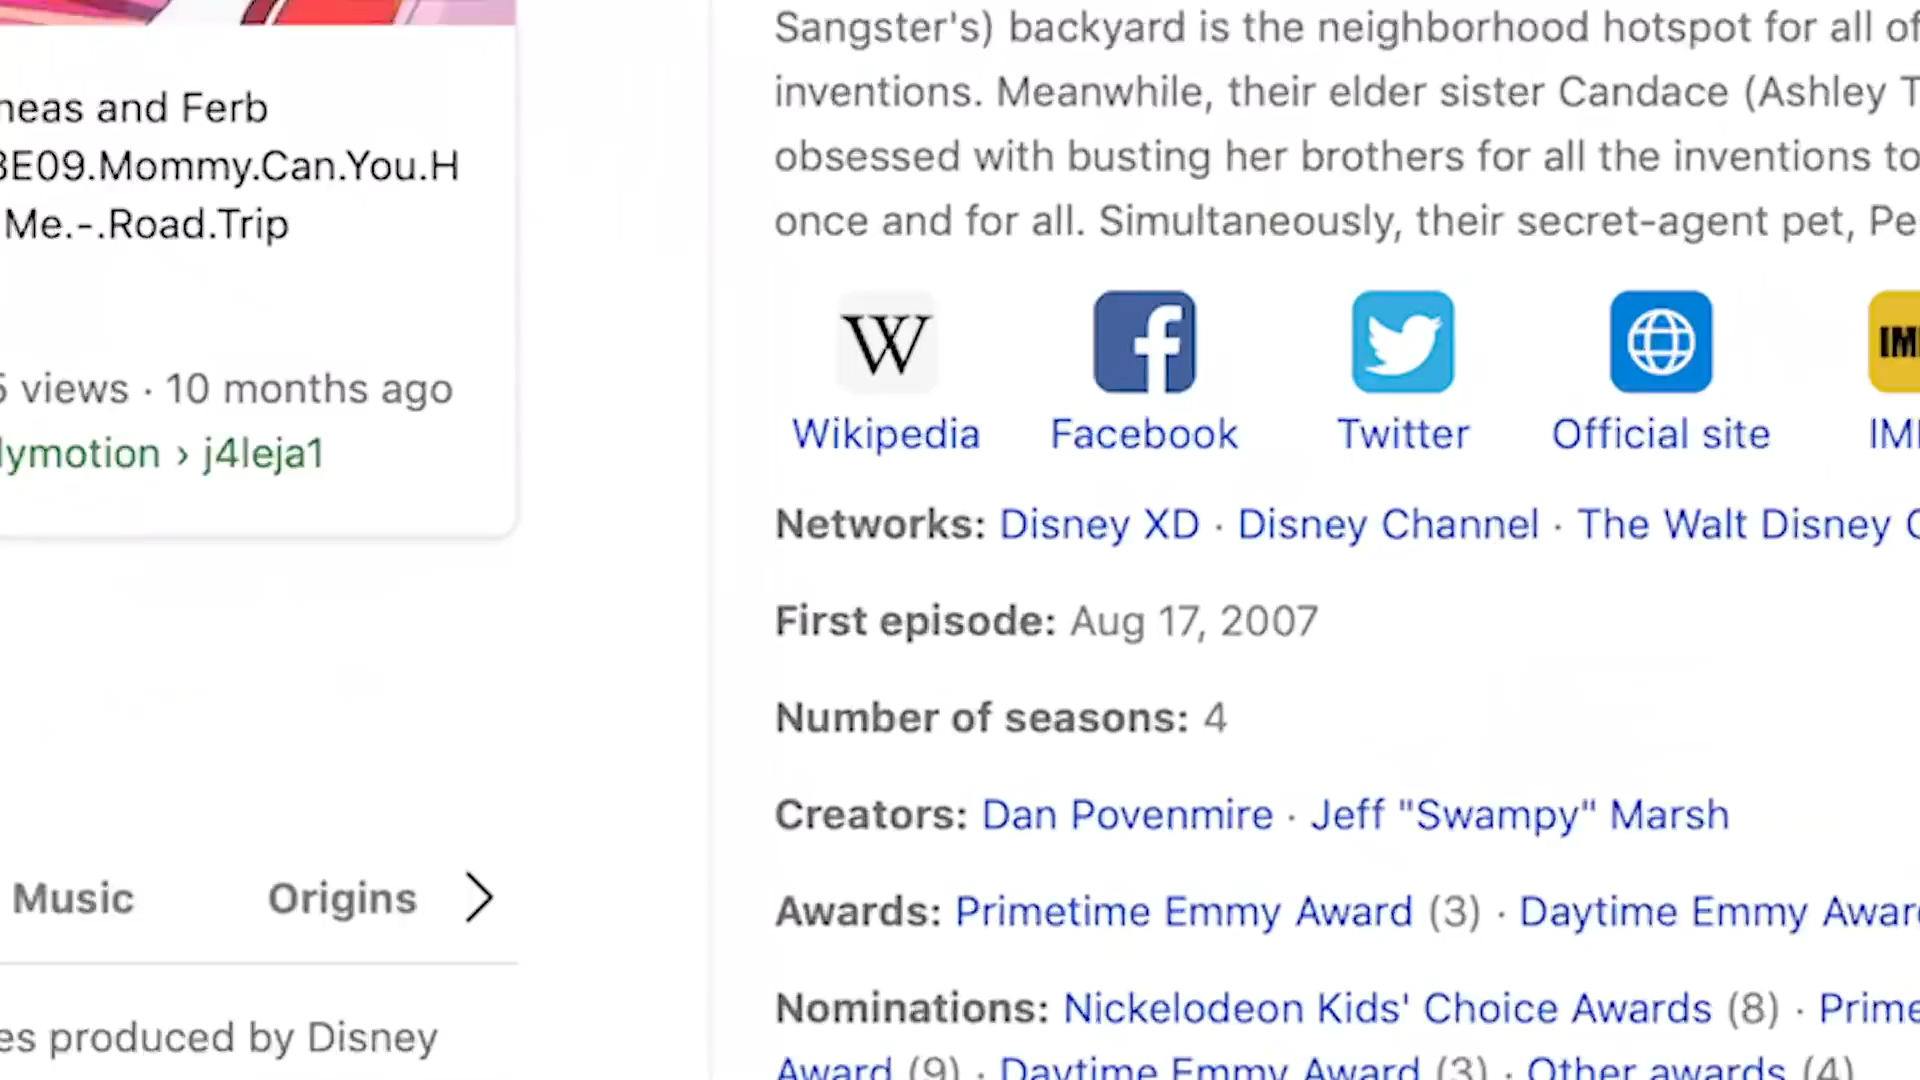 neas and Ferb
3E09.Mommy.Can.You.H
Me.-.Road.Trip
5 views · 10 months ago
lymotion › j4leja1
Music Origins
es produced by Disney
Sangster's) backyard is the neighborhood hotspot for all of
inventions. Meanwhile, their elder sister Candace (Ashley T
obsessed with busting her brothers for all the inventions to
once and for all. Simultaneously, their secret-agent pet, Pe
W
f
IM
Wikipedia Facebook Twitter Official site IM
Networks: Disney XD · Disney Channel · The Walt Disney C
First episode: Aug 17, 2007
Number of seasons: 4
Creators: Dan Povenmire · Jeff "Swampy" Marsh
Awards: Primetime Emmy Award (3) · Daytime Emmy Awar
Nominations: Nickelodeon Kids' Choice Awards (8) · Prime
Award (9) · Daytime Emmy Award (3) · Other awards (4)